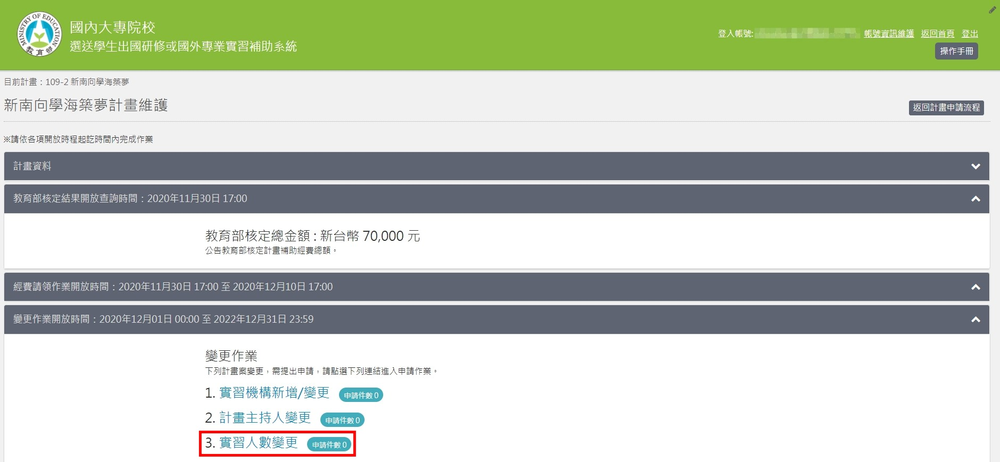 MINISTRY OF EDUCATION
教育部
國內大專院校
選送學生出國研修或國外專業實習補助系統
登入帳號: 帳號資訊維護 返回首頁 登出
操作手冊
目前計畫：109-2 新南向學海築夢
新南向學海築夢計畫維護
返回計畫申請流程
※請依各項開放時程起訖時間內完成作業
計畫資料
教育部核定結果開放查詢時間：2020年11月30日 17:00
教育部核定總金額 : 新台幣 70,000 元
公告教育部核定計畫補助經費總額。
經費請領作業開放時間：2020年11月30日 17:00 至 2020年12月10日 17:00
變更作業開放時間：2020年12月01日 00:00 至 2022年12月31日 23:59
變更作業
下列計畫案變更，需提出申請，請點選下列連結進入申請作業。
1. 實習機構新增/變更 申請件數 0
2. 計畫主持人變更 申請件數 0
3. 實習人數變更 申請件數 0